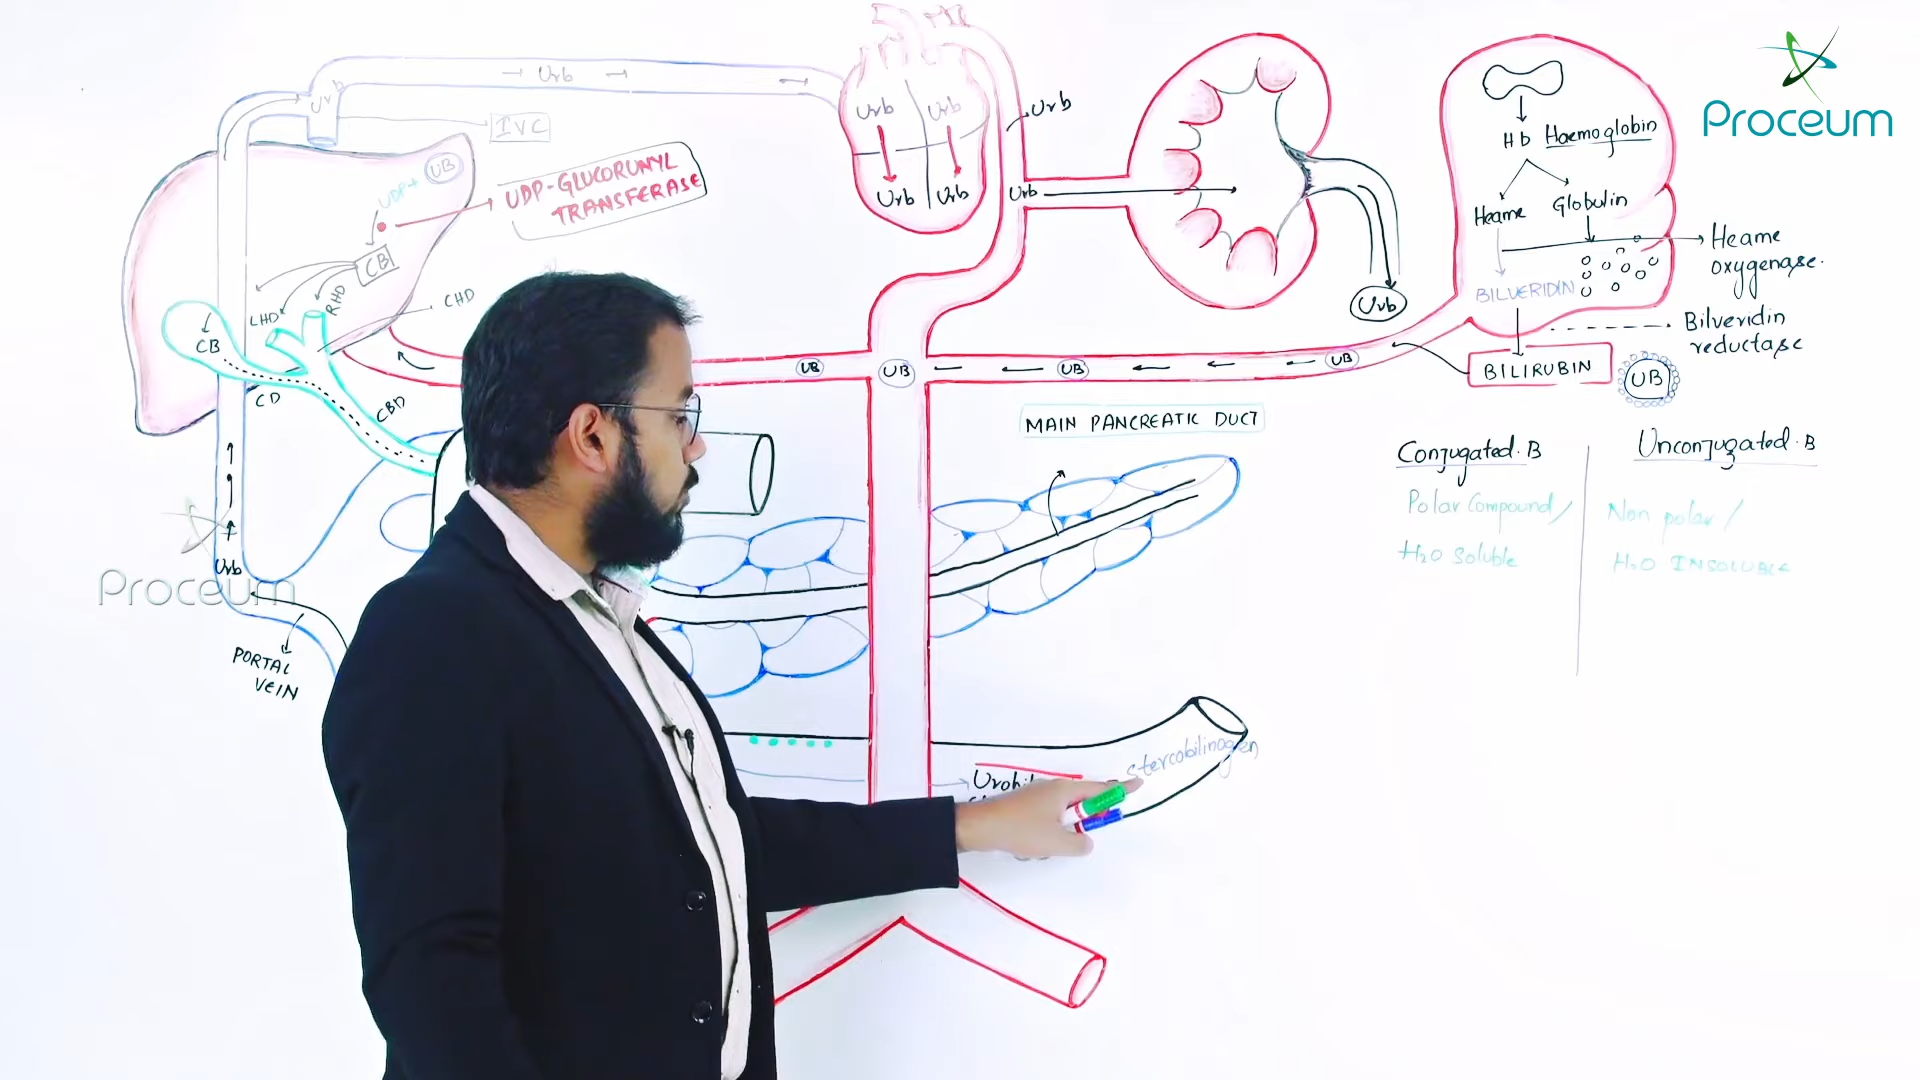 Proceum
Urb
Urb
IVC
UB
UDP+
UDP-GLUCORUNYL
TRANSFERASE
CB
LHD
RHD
CHD
CB
CD
CBD
Urb
Urb
Urb
Urb
Urb
Urb
Urb
Hb Haemoglobin
Heame
Globulin
Heame
oxygenase.
BILVERIDIN
Bilveridin
reductase
BILIRUBIN
UB
UB
UB
UB
UB
MAIN PANCREATIC DUCT
Conjugated. B
Unconjugated. B
Polar Compound/
H₂O Soluble
Non polar /
H₂O INSOLUBLE
Urb
Proceum
PORTAL
VEIN
stercobilinogen